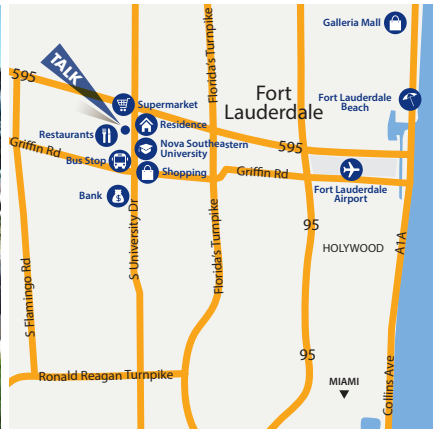 Galleria Mall
Florida's Turnpike
595
TALK
Fort
Lauderdale
Fort Lauderdale
Beach
Supermarket
Residence
Restaurants
Griffin Rd
Nova Southeastern
University
595
Bus Stop
Shopping
Griffin Rd
Fort Lauderdale
Airport
Bank
S University Dr
95
HOLYWOOD
A1A
Florida's Turnpike
S Flamingo Rd
95
Ronald Reagan Turnpike
MIAMI
Collins Ave